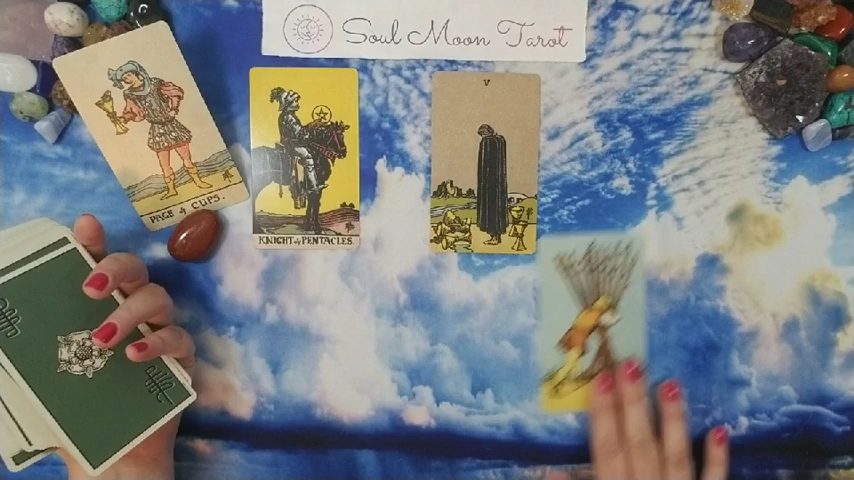 Soul Moon Tarot
PAGE of CUPS.
KNIGHT of PENTACLES.
V